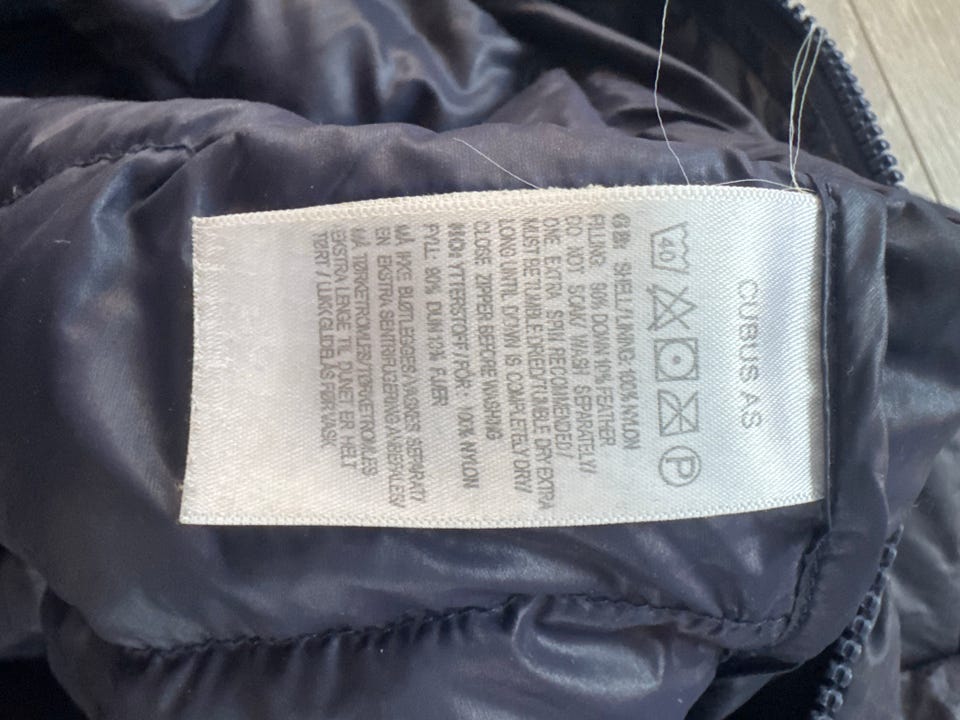 CUBUS AS
40
P
GB: SHELL/LINING: 100% NYLON
FILLING: 90% DOWN 10% FEATHER
DO NOT SOAK/ WASH SEPARATELY/
ONE EXTRA SPIN RECOMENDED/
MUST BE TUMBLE DRIED/TUMBLE DRY EXTRA
LONG UNTIL DOWN IS COMPLETELY DRY/
CLOSE ZIPPER BEFORE WASHING
YTTERSTOFF/FÔR: 100% NYLON
FYLL: 90% DUN 10% FJÆR
MÅ IKKE BLØTLEGGES/VASKES SEPARAT/
EN EKSTRA SENTRIFUGERING ANBEFALES/
MÅ TØRKETROMLES/TØRKETROMLES
EKSTRA LENGE TIL DUNET ER HELT
TØRT/ LUKK GLIDELÅS FØR VASK